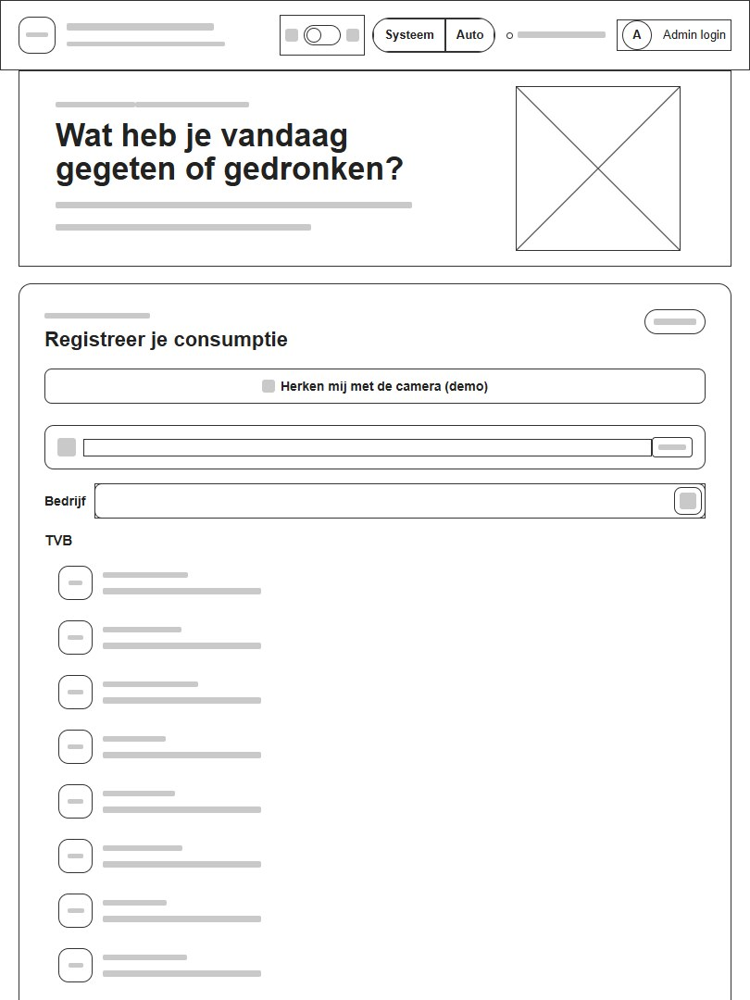 Systeem
Auto
A
Admin login
Wat heb je vandaag
gegeten of gedronken?
Registreer je consumptie
Herken mij met de camera (demo)
Bedrijf
TVB